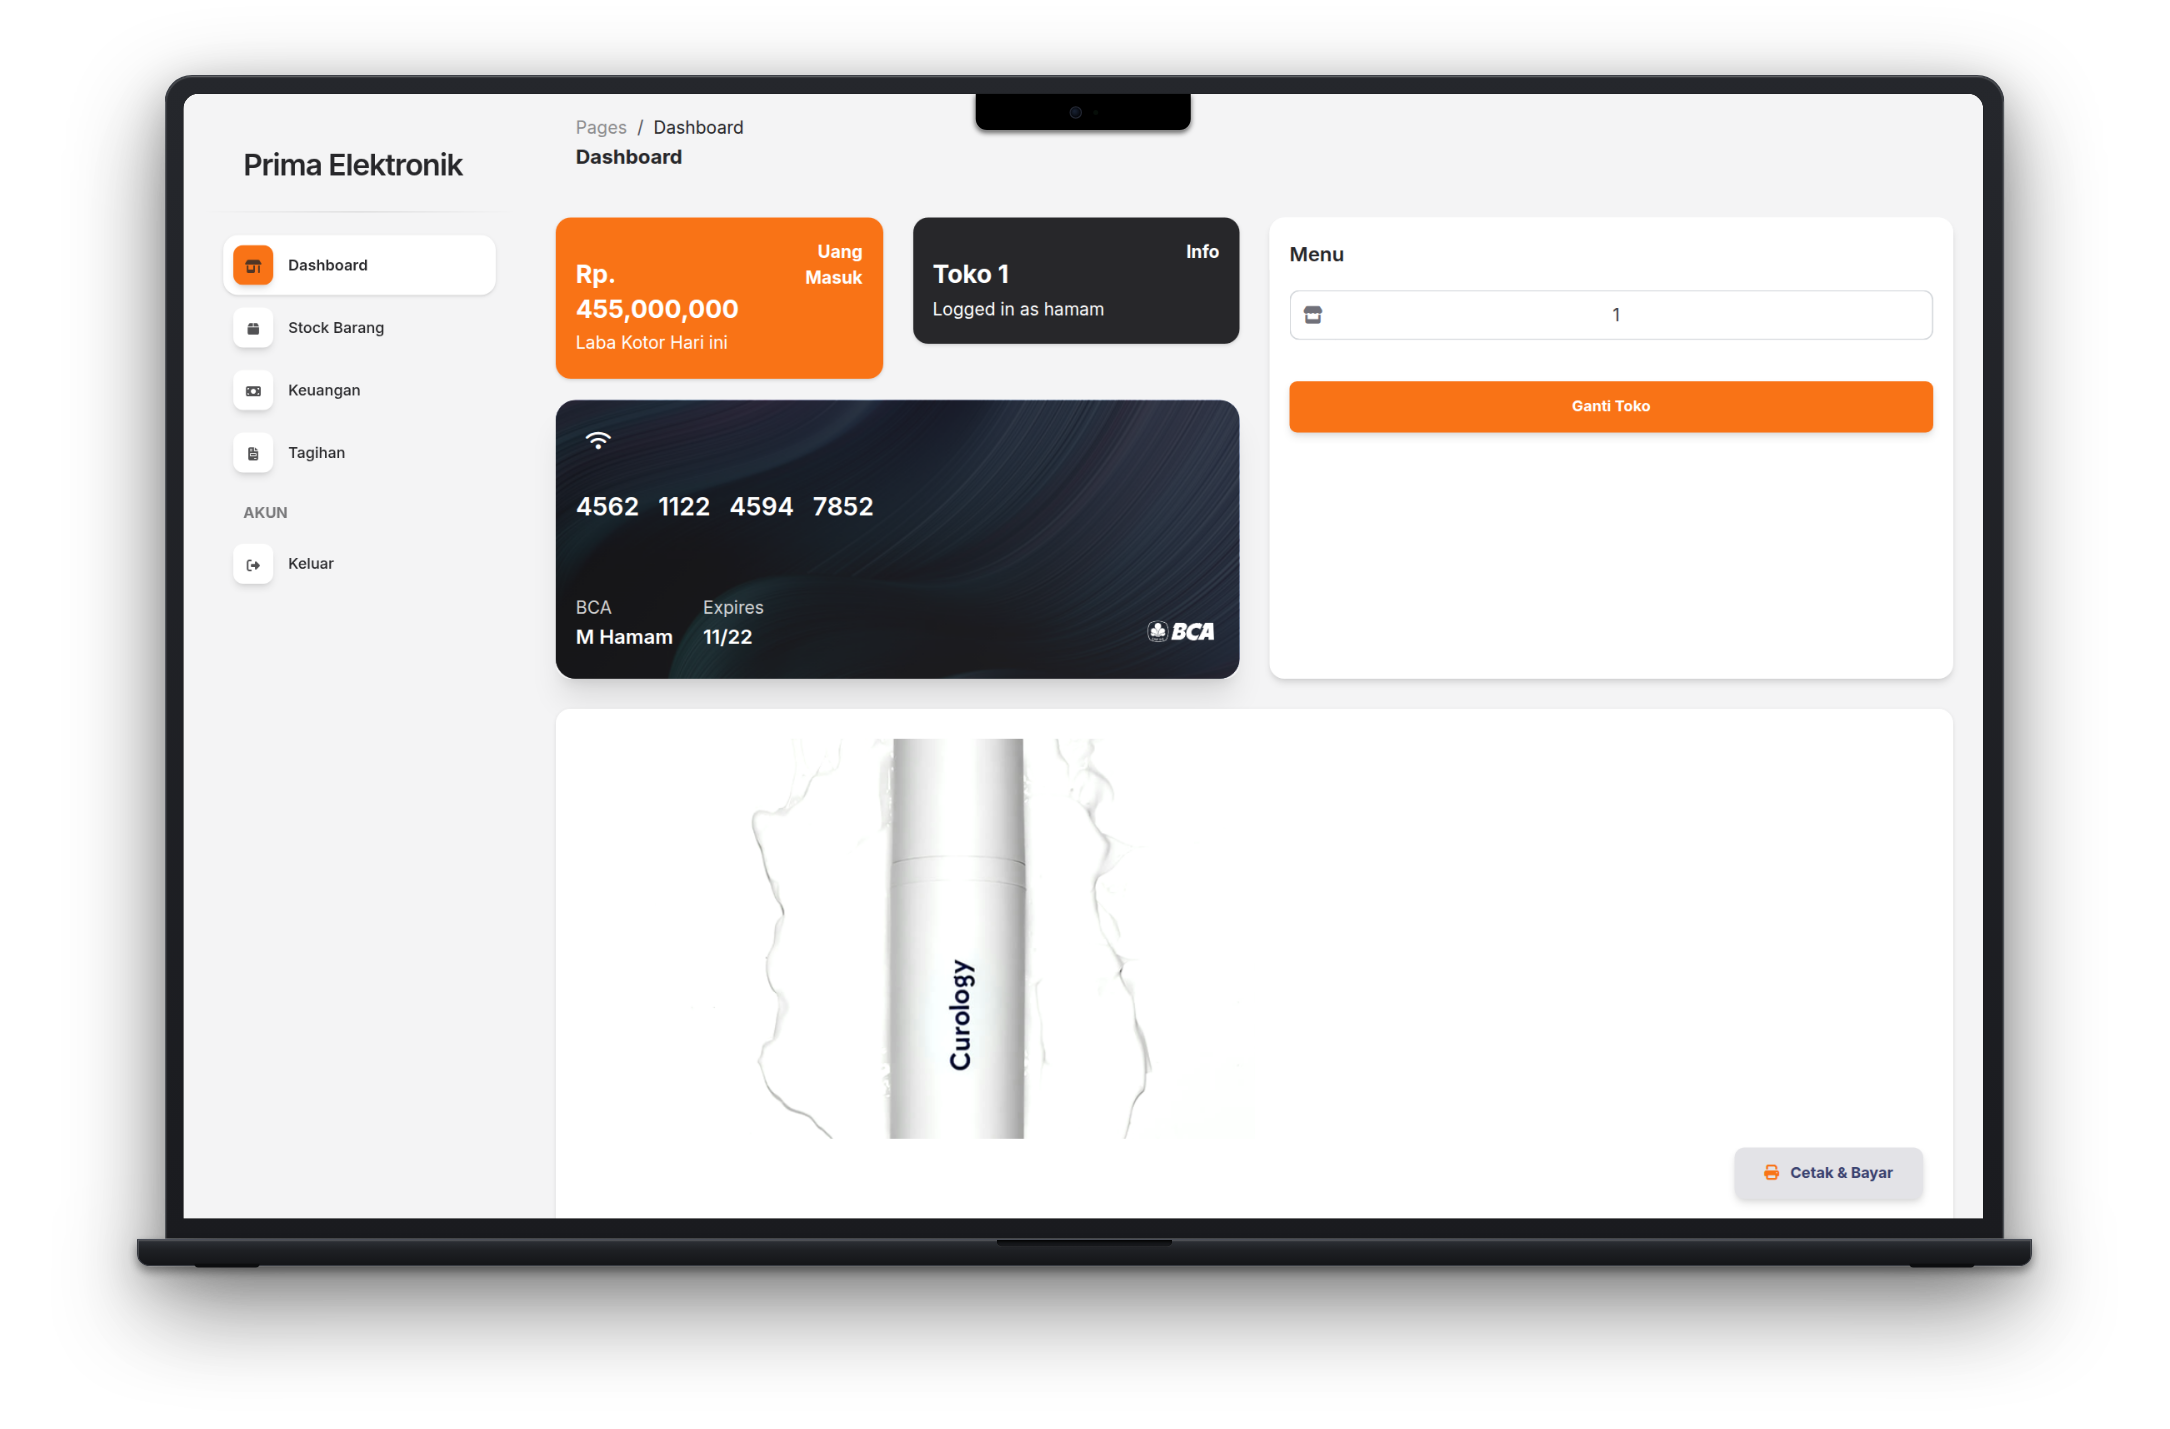 Prima Elektronik
Dashboard
Stock Barang
Keuangan
Tagihan
AKUN
Keluar
Pages / Dashboard
Dashboard
Uang
Masuk
Rp.
455,000,000
Laba Kotor Hari ini
Info
Toko 1
Logged in as hamam
Menu
1
Ganti Toko
4562 1122 4594 7852
BCA Expires
M Hamam 11/22
BCA
Curology
Cetak & Bayar